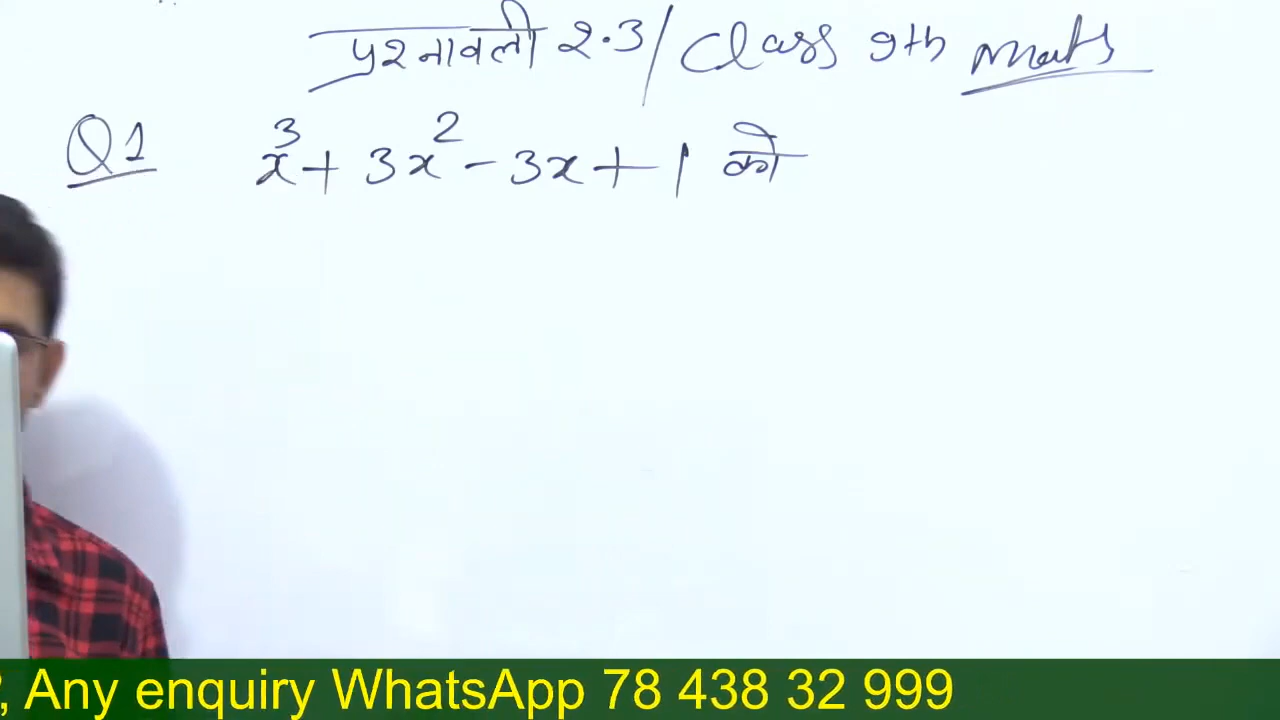 प्रश्नावली 2.3/ Class 9th Maths
Q1 x³ + 3x² - 3x + 1 को
, Any enquiry WhatsApp 78 438 32 999